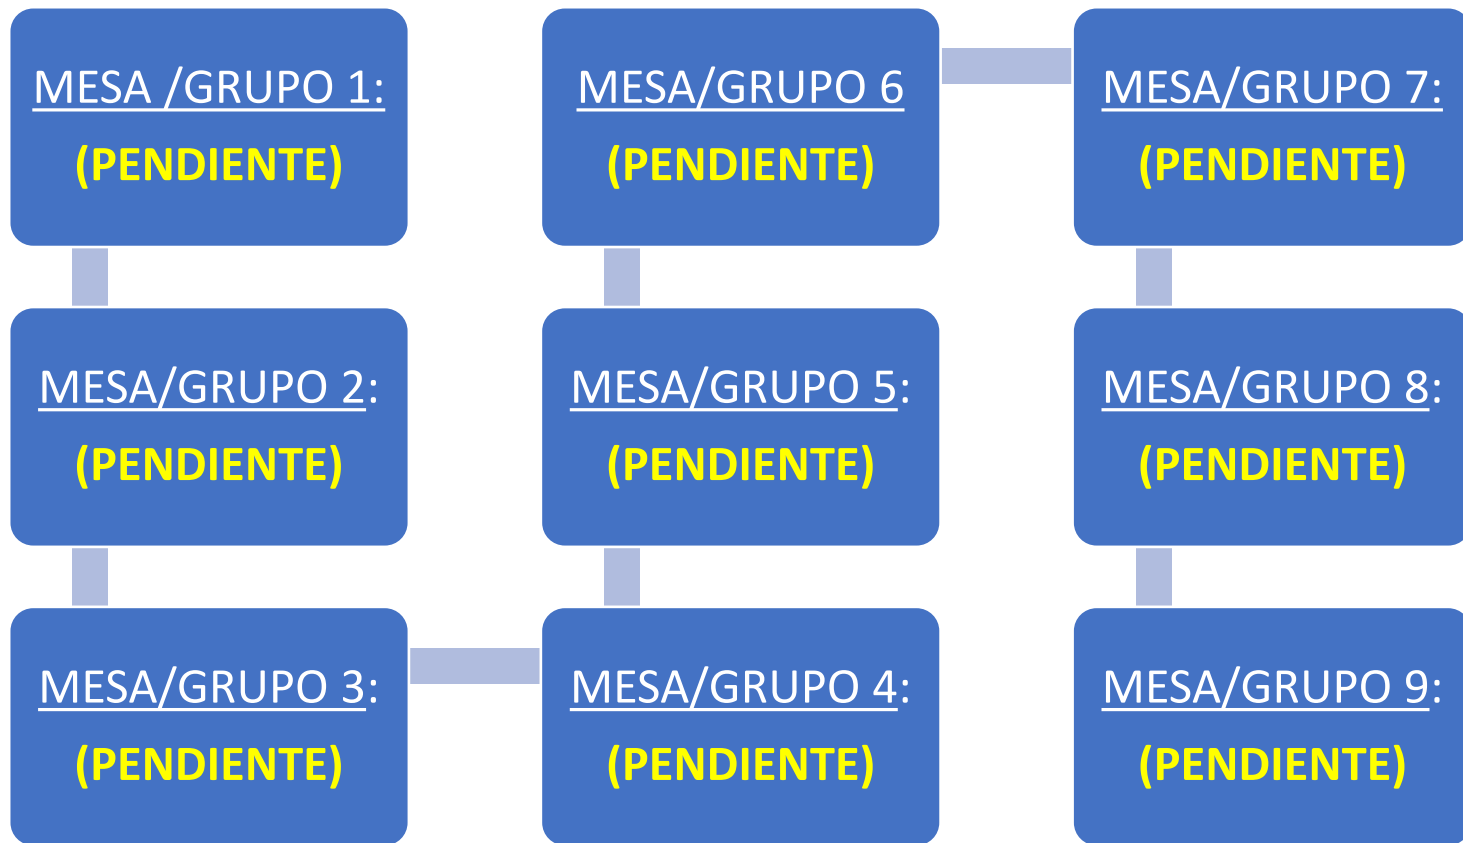 MESA /GRUPO 1:
(PENDIENTE)
MESA/GRUPO 2:
(PENDIENTE)
MESA/GRUPO 3:
(PENDIENTE)
MESA/GRUPO 4:
(PENDIENTE)
MESA/GRUPO 5:
(PENDIENTE)
MESA/GRUPO 6
(PENDIENTE)
MESA/GRUPO 7:
(PENDIENTE)
MESA/GRUPO 8:
(PENDIENTE)
MESA/GRUPO 9:
(PENDIENTE)